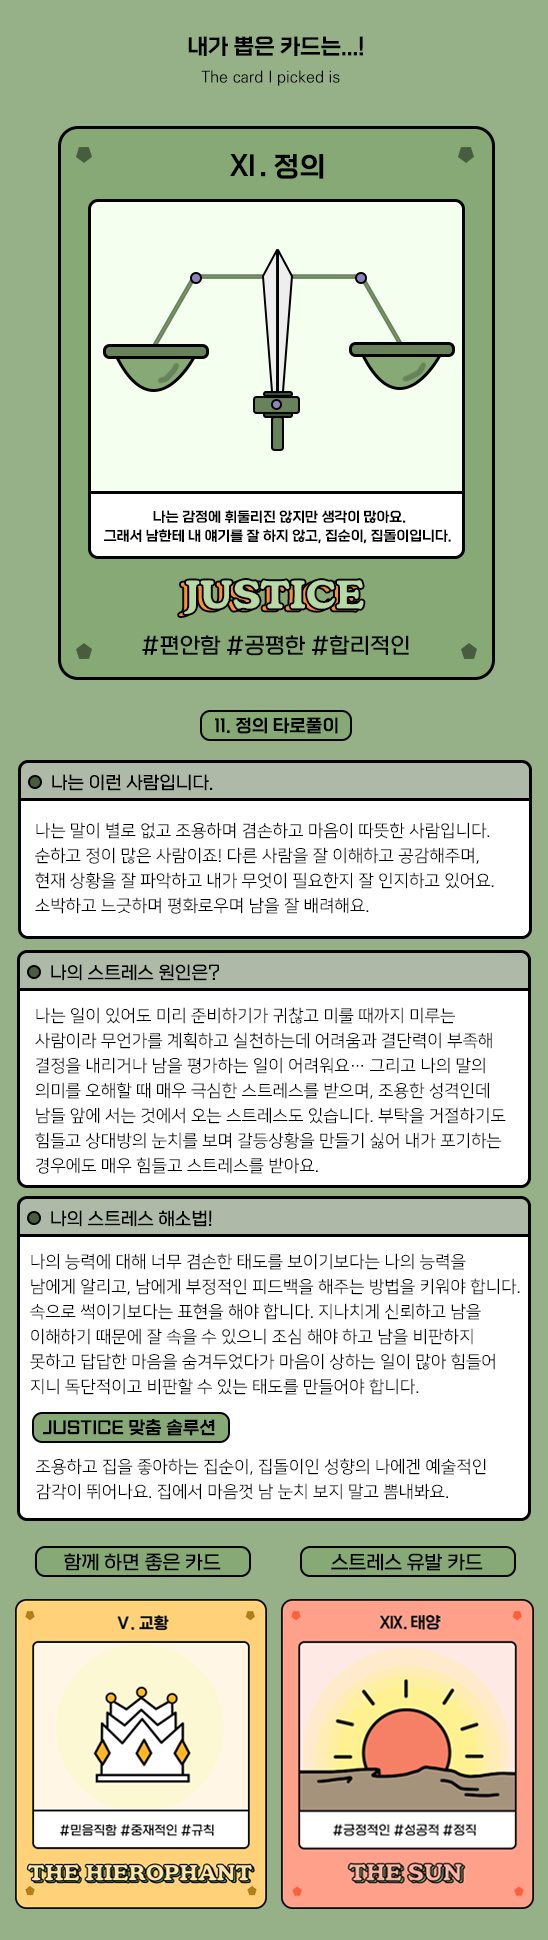 내가 뽑은 카드는...!
The card I picked is
XI. 정의
나는 감정에 휘둘리진 않지만 생각이 많아요.
그래서 남한테 내 얘기를 잘 하지 않고, 집순이, 집돌이입니다.
JUSTICE
#편안함 #공평한 #합리적인
11. 정의 타로풀이
나는 이런 사람입니다.
나는 말이 별로 없고 조용하며 겸손하고 마음이 따뜻한 사람입니다.
순하고 정이 많은 사람이죠! 다른 사람을 잘 이해하고 공감해주며,
현재 상황을 잘 파악하고 내가 무엇이 필요한지 잘 인지하고 있어요.
소박하고 느긋하며 평화로우며 남을 잘 배려해요.
나의 스트레스 원인은?
나는 일이 있어도 미리 준비하기가 귀찮고 미룰 때까지 미루는
사람이라 무언가를 계획하고 실천하는데 어려움과 결단력이 부족해
결정을 내리거나 남을 평가하는 일이 어려워요··· 그리고 나의 말의
의미를 오해할 때 매우 극심한 스트레스를 받으며, 조용한 성격인데
남들 앞에 서는 것에서 오는 스트레스도 있습니다. 부탁을 거절하기도
힘들고 상대방의 눈치를 보며 갈등상황을 만들기 싫어 내가 포기하는
경우에도 매우 힘들고 스트레스를 받아요.
나의 스트레스 해소법!
나의 능력에 대해 너무 겸손한 태도를 보이기보다는 나의 능력을
남에게 알리고, 남에게 부정적인 피드백을 해주는 방법을 키워야 합니다.
속으로 썩이기보다는 표현을 해야 합니다. 지나치게 신뢰하고 남을
이해하기 때문에 잘 속을 수 있으니 조심 해야 하고 남을 비판하지
못하고 답답한 마음을 숨겨두었다가 마음이 상하는 일이 많아 힘들어
지니 독단적이고 비판할 수 있는 태도를 만들어야 합니다.
JUSTICE 맞춤 솔루션
조용하고 집을 좋아하는 집순이, 집돌이인 성향의 나에겐 예술적인
감각이 뛰어나요. 집에서 마음껏 남 눈치 보지 말고 뽐내봐요.
함께 하면 좋은 카드
스트레스 유발 카드
V. 교황
XIX. 태양
#믿음직함 #중재적인 #규칙
#긍정적인 #성공적 #정직
THE HIEROPHANT
THE SUN